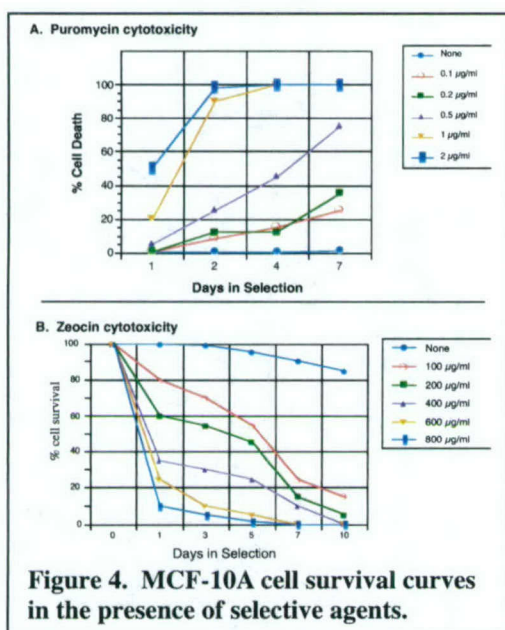 A. Puromycin cytotoxicity
% Cell Death
100
80
60
40
20
0
1 2 4 7
Days in Selection
None
0.1 µg/ml
0.2 µg/ml
0.5 µg/ml
1 µg/ml
2 µg/ml
B. Zeocin cytotoxicity
% cell survival
100
80
60
40
20
0
0 1 3 5 7 10
Days in Selection
None
100 µg/ml
200 µg/ml
400 µg/ml
600 µg/ml
800 µg/ml
Figure 4. MCF-10A cell survival curves
in the presence of selective agents.